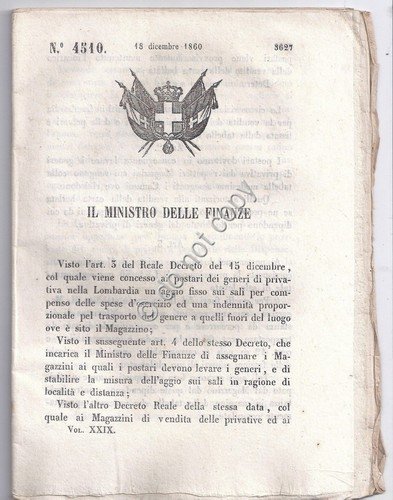 N.° 4510.
18 dicembre 1860
3627
IL MINISTRO DELLE FINANZE
Visto l'art. 3 del Reale Decreto del 15 dicembre,
col quale viene concesso ai postari dei generi di priva-
tiva nella Lombardia un aggio fisso sui sali per com-
penso delle spese d'esercizio ed una indennità propor-
zionale pel trasporto del genere a quelli fuori del luogo
ove è sito il Magazzino;
Visto il susseguente art. 4 dello stesso Decreto, che
incarica il Ministro delle Finanze di assegnare i Ma-
gazzini ai quali i postari devono levare i generi, e di
stabilire la misura dell'aggio sui sali in ragione di
località e distanza;
Visto l'altro Decreto Reale della stessa data, col
quale ai Magazzini di vendita delle privative ed ai
Vol. XXIX.
do not copy